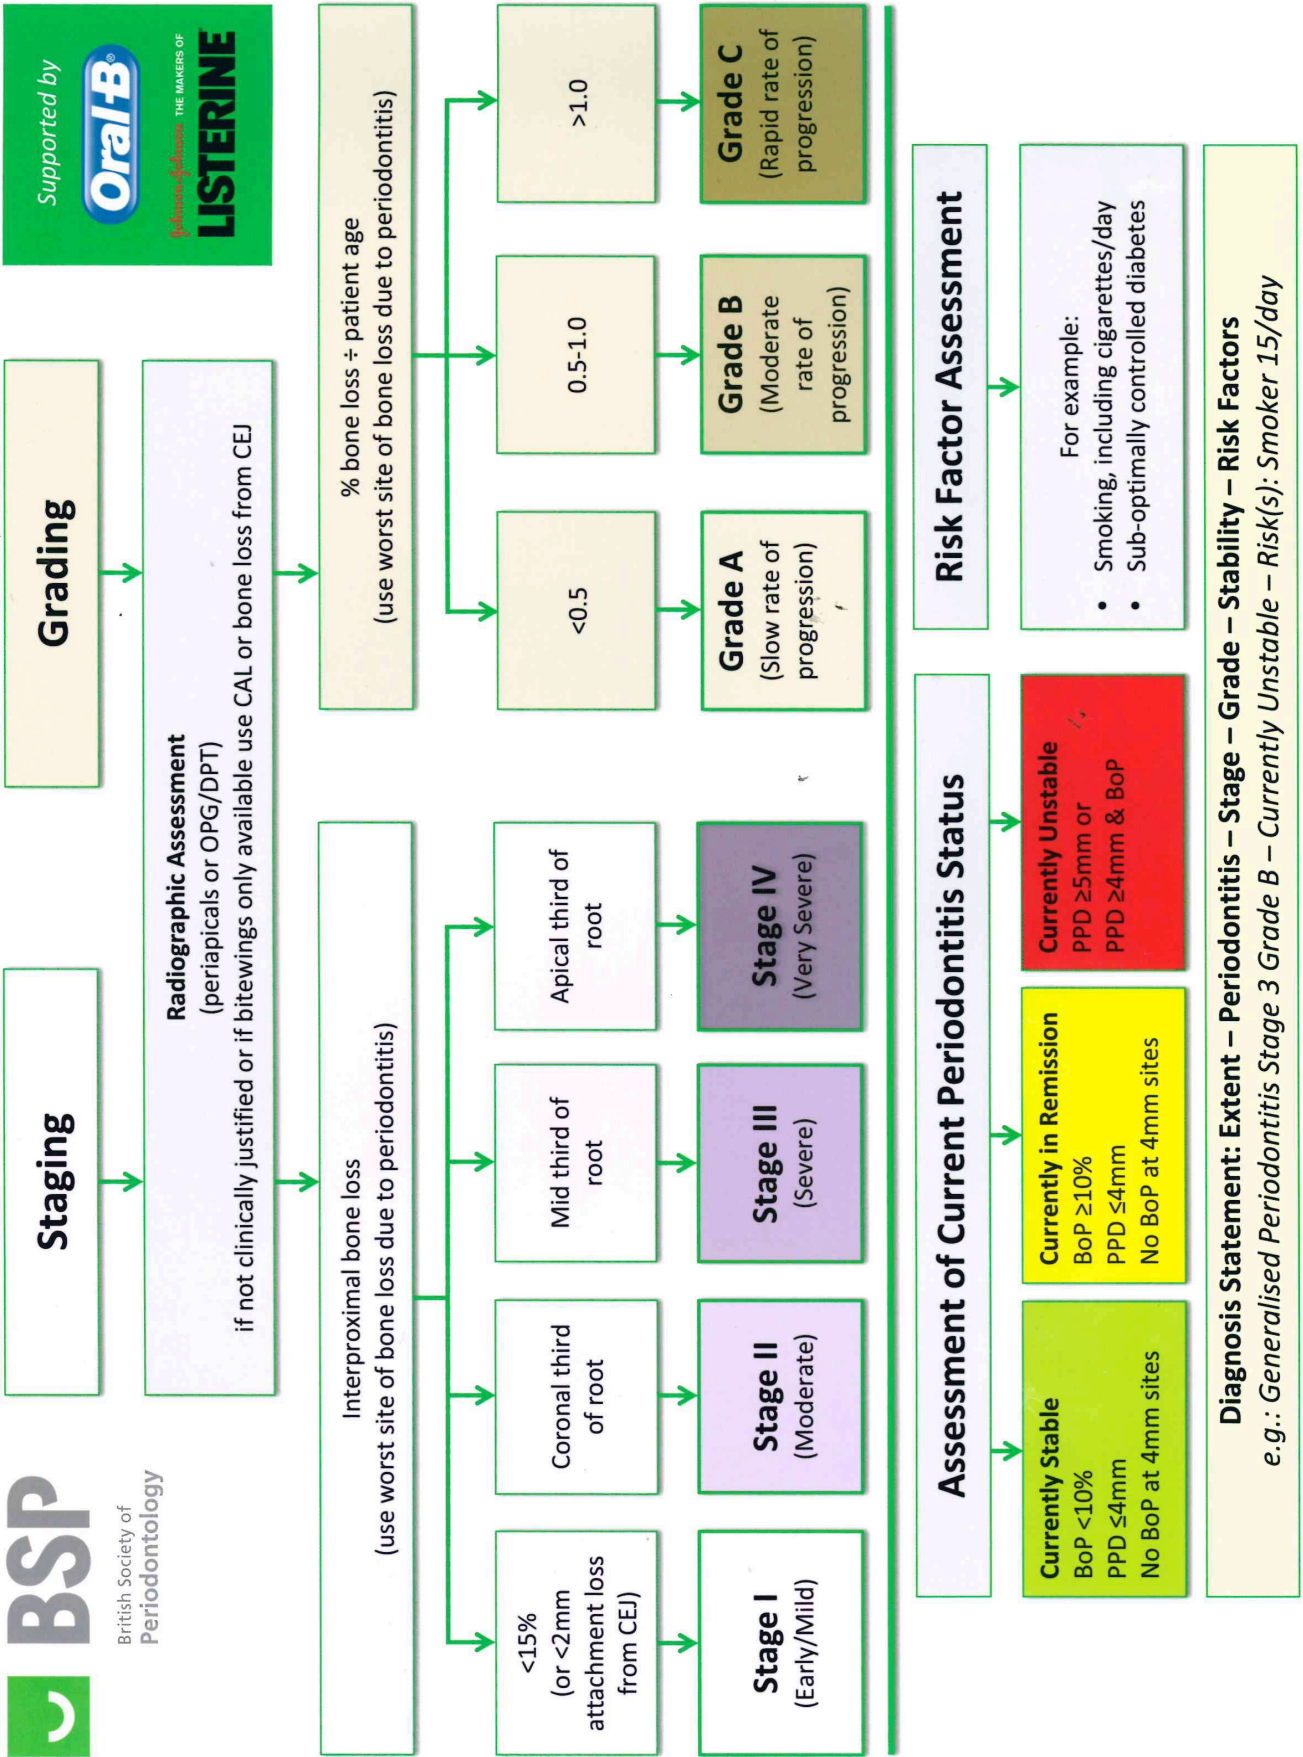 BSP
British Society of
Periodontology
Staging
Grading
Supported by
Oral-B®
Johnson & Johnson THE MAKERS OF
LISTERINE
Radiographic Assessment
(periapicals or OPG/DPT)
if not clinically justified or if bitewings only available use CAL or bone loss from CEJ
Interproximal bone loss
(use worst site of bone loss due to periodontitis)
% bone loss ÷ patient age
(use worst site of bone loss due to periodontitis)
<15%
(or <2mm
attachment loss
from CEJ)
Coronal third
of root
Mid third of
root
Apical third of
root
<0.5
0.5-1.0
>1.0
Stage I
(Early/Mild)
Stage II
(Moderate)
Stage III
(Severe)
Stage IV
(Very Severe)
Grade A
(Slow rate of
progression)
Grade B
(Moderate
rate of
progression)
Grade C
(Rapid rate of
progression)
Assessment of Current Periodontitis Status
Risk Factor Assessment
Currently Stable
BoP <10%
PPD ≤4mm
No BoP at 4mm sites
Currently in Remission
BoP ≥10%
PPD ≤4mm
No BoP at 4mm sites
Currently Unstable
PPD ≥5mm or
PPD ≥4mm & BoP
For example:
• Smoking, including cigarettes/day
• Sub-optimally controlled diabetes
Diagnosis Statement: Extent – Periodontitis – Stage – Grade – Stability – Risk Factors
e.g.: Generalised Periodontitis Stage 3 Grade B – Currently Unstable – Risk(s): Smoker 15/day